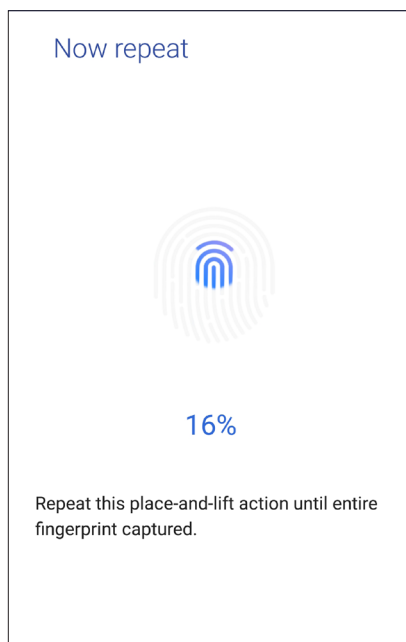 Now repeat
16%
Repeat this place-and-lift action until entire
fingerprint captured.